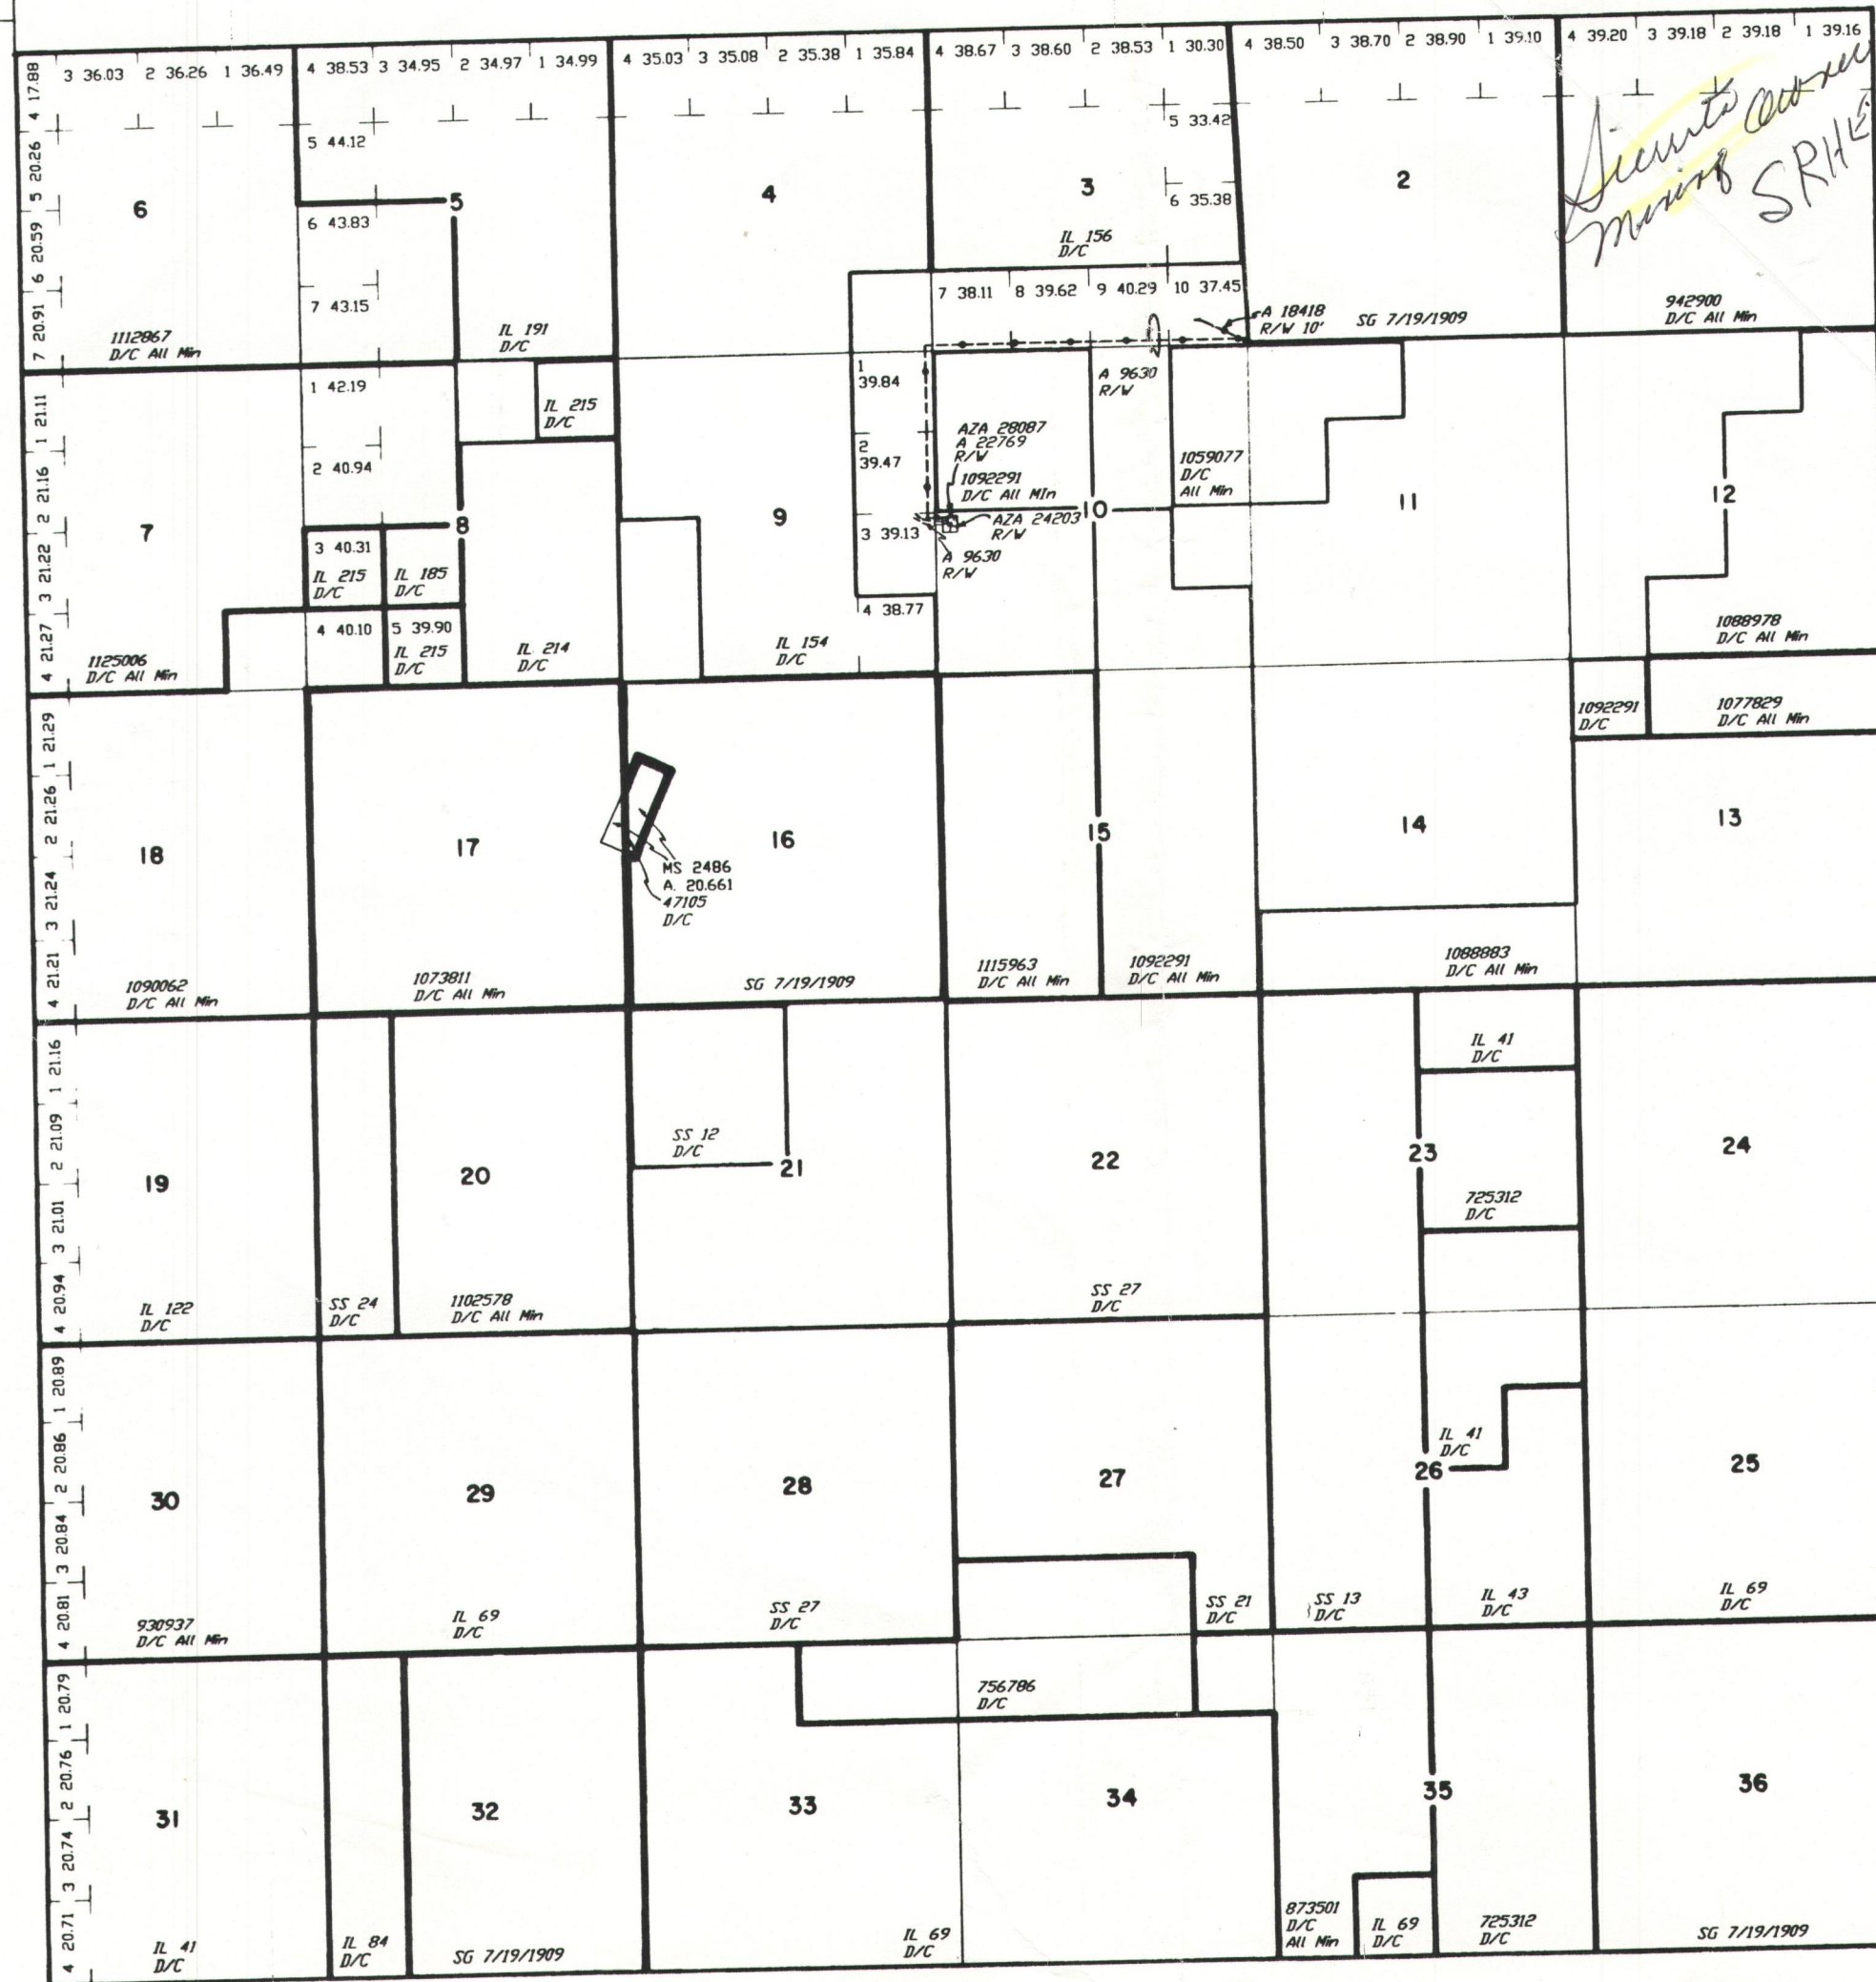 3 36.03 2 36.26 1 36.49 4 38.53 3 34.95 2 34.97 1 34.99 4 35.03 3 35.08 2 35.38 1 35.84 4 38.67 3 38.60 2 38.53 1 30.30 4 38.50 3 38.70 2 38.90 1 39.10 4 39.20 3 39.18 2 39.18 1 39.16
4 17.88
5 20.26
6 20.59
7 20.91
6
1112867
D/C All Min
5 44.12
6 43.83
7 43.15
5
IL 191
D/C
4
5 33.42
3
6 35.38
IL 156
D/C
7 38.11 8 39.62 9 40.29 10 37.45
A 18418
R/W 10'
2
SG 7/19/1909
Mining
SRHE
942900
D/C All Min
1 21.11
2 21.16
3 21.22
4 21.27
7
1125006
D/C All Min
1 42.19
2 40.94
IL 215
D/C
8
3 40.31
IL 215
D/C
IL 185
D/C
4 40.10
5 39.90
IL 215
D/C
IL 214
D/C
9
1
39.84
2
39.47
3 39.13
4 38.77
IL 154
D/C
A 9630
R/W
AZA 28087
A 22769
R/W
1092291
D/C All Min
10
AZA 24203
R/W
A 9630
R/W
1059077
D/C
All Min
11
12
1088978
D/C All Min
1092291
D/C
1077829
D/C All Min
1 21.29
2 21.26
3 21.24
4 21.21
18
1090062
D/C All Min
17
1073811
D/C All Min
16
MS 2486
A. 20.661
47105
D/C
SG 7/19/1909
15
1115963
D/C All Min
1092291
D/C All Min
14
1088883
D/C All Min
13
1 21.16
2 21.09
3 21.01
4 20.94
19
IL 122
D/C
SS 24
D/C
20
1102578
D/C All Min
SS 12
D/C
21
22
SS 27
D/C
23
IL 41
D/C
725312
D/C
24
1 20.89
2 20.86
3 20.84
4 20.81
30
930937
D/C All Min
29
IL 69
D/C
28
SS 27
D/C
27
SS 21
D/C
26
IL 41
D/C
SS 13
D/C
IL 43
D/C
25
IL 69
D/C
1 20.79
2 20.76
3 20.74
4 20.71
31
IL 41
D/C
IL 84
D/C
32
SG 7/19/1909
33
756786
D/C
IL 69
D/C
34
35
873501
D/C
All Min
IL 69
D/C
725312
D/C
36
SG 7/19/1909